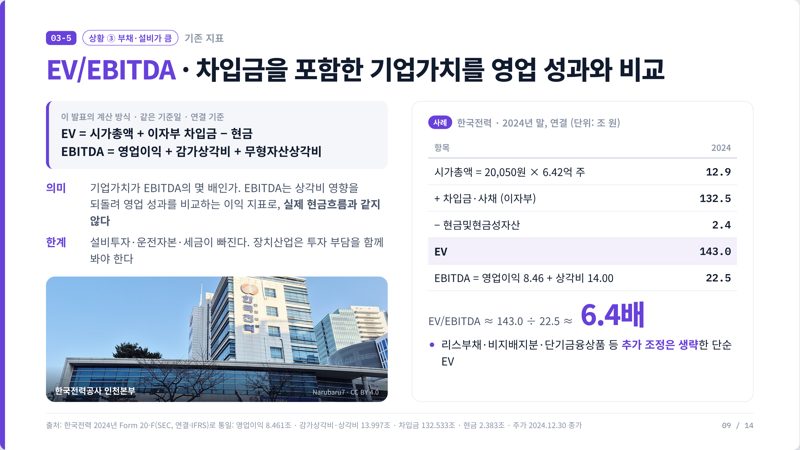 03-5 상황 ③ 부채·설비가 큼 기존 지표
EV/EBITDA · 차입금을 포함한 기업가치를 영업 성과와 비교
이 발표의 계산 방식 · 같은 기준일 · 연결 기준
EV = 시가총액 + 이자부 차입금 − 현금
EBITDA = 영업이익 + 감가상각비 + 무형자산상각비
의미 기업가치가 EBITDA의 몇 배인가. EBITDA는 상각비 영향을
되돌려 영업 성과를 비교하는 이익 지표로, 실제 현금흐름과 같지
않다
한계 설비투자·운전자본·세금이 빠진다. 장치산업은 투자 부담을 함께
봐야 한다
한국전력
한국전력공사 인천본부
Narubaru7 · CC BY 4.0
사례 한국전력 · 2024년 말, 연결 (단위: 조 원)
항목 2024
시가총액 = 20,050원 × 6.42억 주 12.9
+ 차입금·사채 (이자부) 132.5
− 현금및현금성자산 2.4
EV 143.0
EBITDA = 영업이익 8.46 + 상각비 14.00 22.5
EV/EBITDA ≈ 143.0 ÷ 22.5 ≈ 6.4배
• 리스부채·비지배지분·단기금융상품 등 추가 조정은 생략한 단순
EV
출처: 한국전력 2024년 Form 20-F(SEC, 연결·IFRS)로 통일: 영업이익 8.461조 · 감가상각비·상각비 13.997조 · 차입금 132.533조 · 현금 2.383조 · 주가 2024.12.30 종가
09 / 14